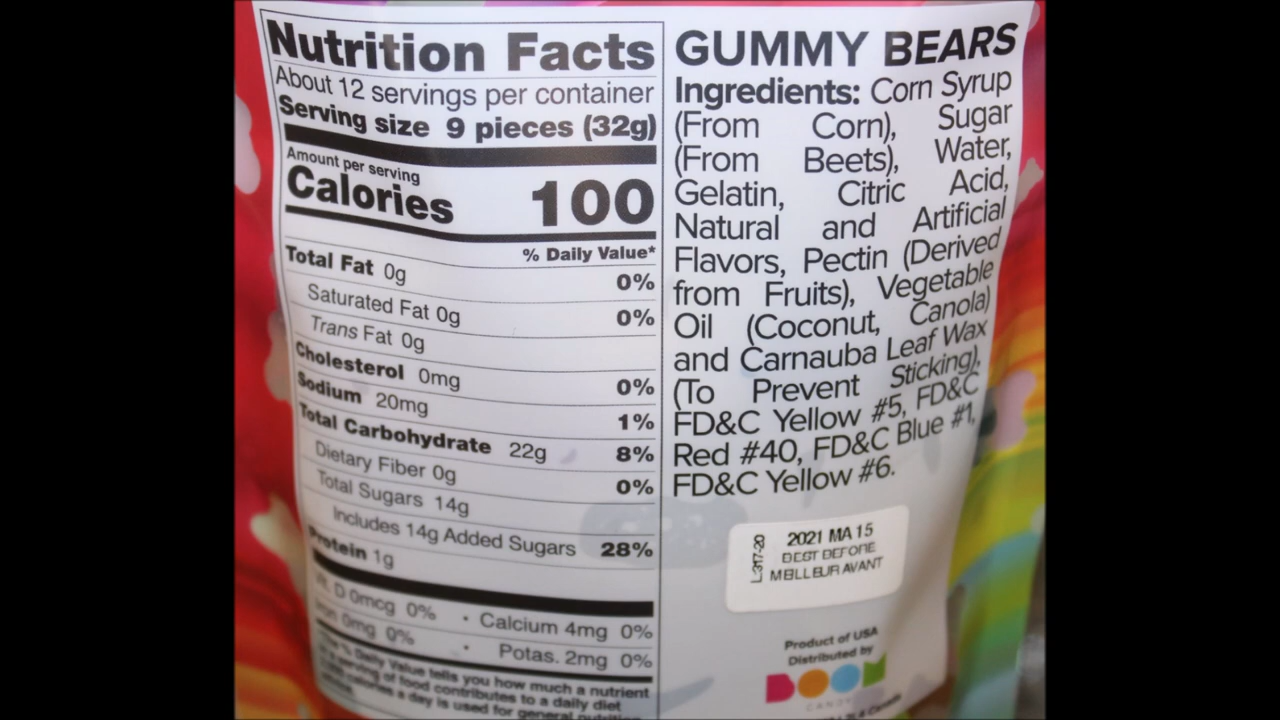 Nutrition Facts
About 12 servings per container
Serving size 9 pieces (32g)
Amount per serving
Calories 100
% Daily Value*
Total Fat 0g 0%
Saturated Fat 0g 0%
Trans Fat 0g
Cholesterol 0mg 0%
Sodium 20mg 1%
Total Carbohydrate 22g 8%
Dietary Fiber 0g 0%
Total Sugars 14g
Includes 14g Added Sugars 28%
Protein 1g
Vit. D 0mcg 0% • Calcium 4mg 0%
Iron 0mg 0% • Potas. 2mg 0%
Daily Value tells you how much a nutrient
serving of food contributes to a daily diet
calories a day is used for general nutrition
GUMMY BEARS
Ingredients: Corn Syrup
(From Corn), Sugar
(From Beets), Water,
Gelatin, Citric Acid,
Natural and Artificial
Flavors, Pectin (Derived
from Fruits), Vegetable
Oil (Coconut, Canola)
and Carnauba Leaf Wax
(To Prevent Sticking),
FD&C Yellow #5, FD&C
Red #40, FD&C Blue #1,
FD&C Yellow #6.
L:317-20
2021 MA 15
BEST BEFORE
MEILLEUR AVANT
Product of USA
Distributed by
BOOM
CANDY